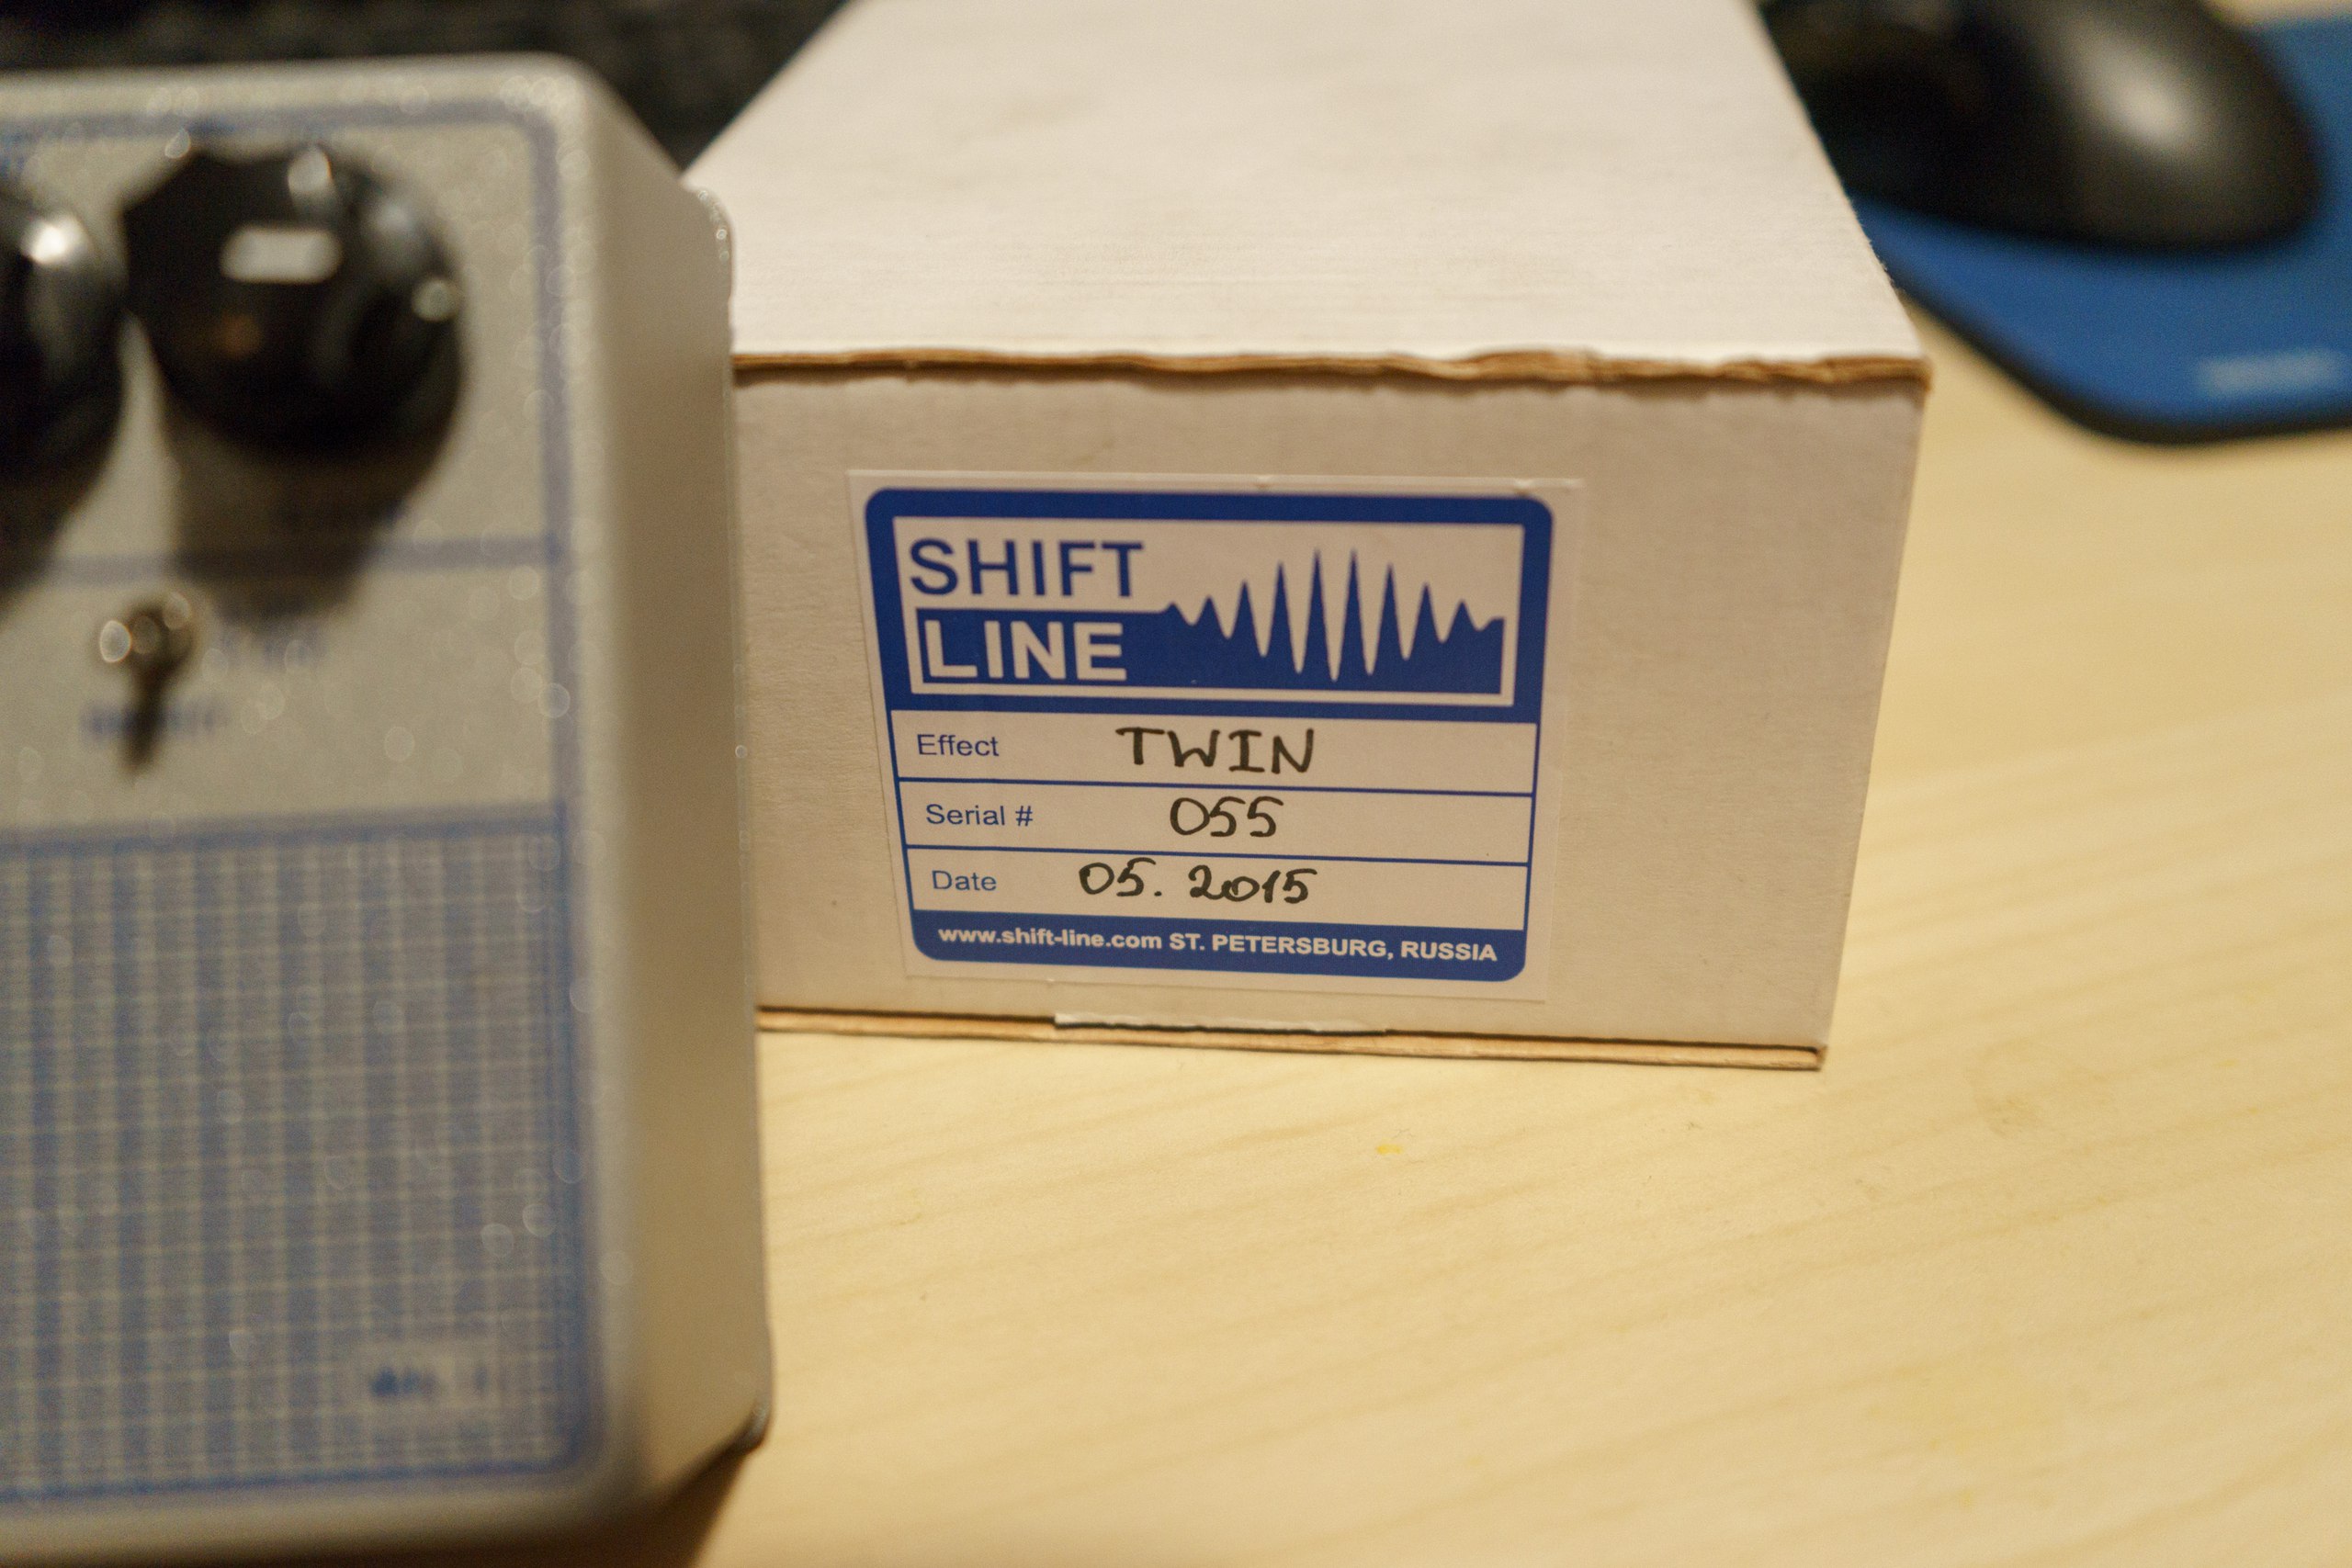 SHIFT
LINE
Effect TWIN
Serial # 055
Date 05. 2015
www.shift-line.com ST. PETERSBURG, RUSSIA